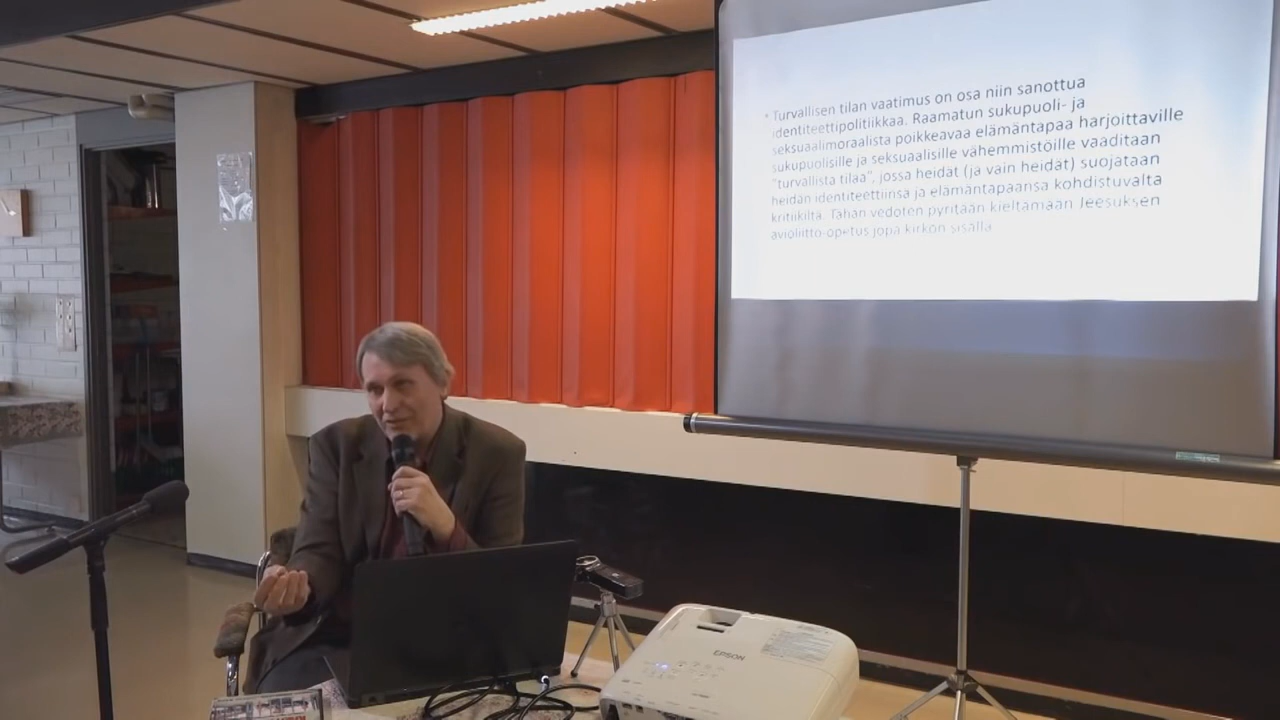 • Turvallisen tilan vaatimus on osa niin sanottua
identiteettipolitiikkaa. Raamatun sukupuoli- ja
seksuaalimoraalista poikkeavaa elämäntapaa harjoittaville
sukupuolisille ja seksuaalisille vähemmistöille vaaditaan
"turvallista tilaa", jossa heidät (ja vain heidät) suojataan
heidän identiteettiinsä ja elämäntapaansa kohdistuvalta
kritiikiltä. Tähän vedoten pyritään kieltämään Jeesuksen
avioliitto-opetus jopa kirkon sisällä
EPSON